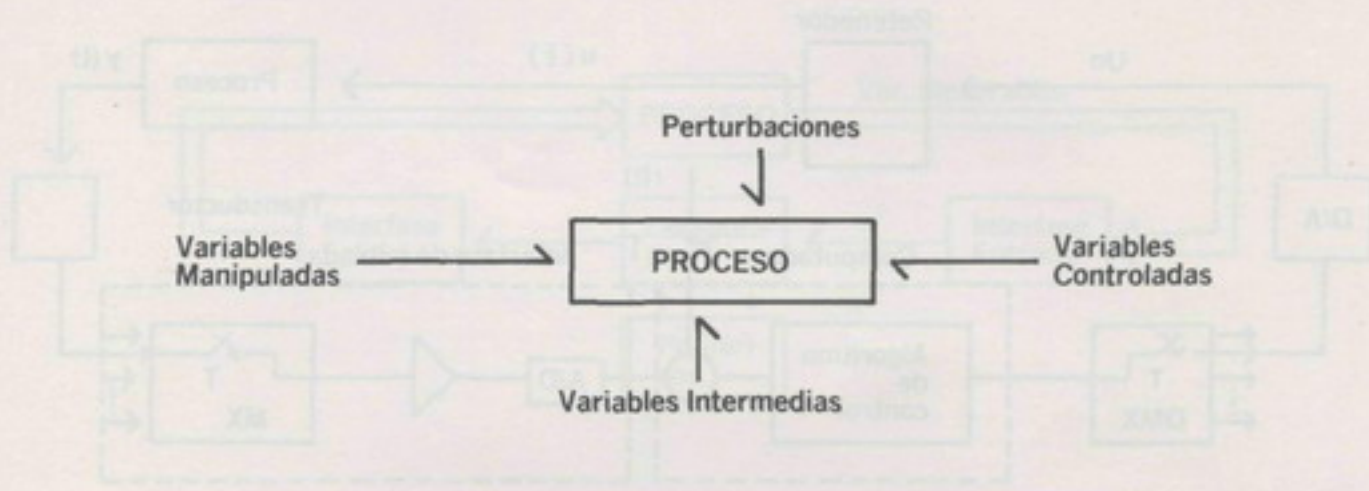 Perturbaciones
Variables
Manipuladas
PROCESO
Variables
Controladas
Variables Intermedias